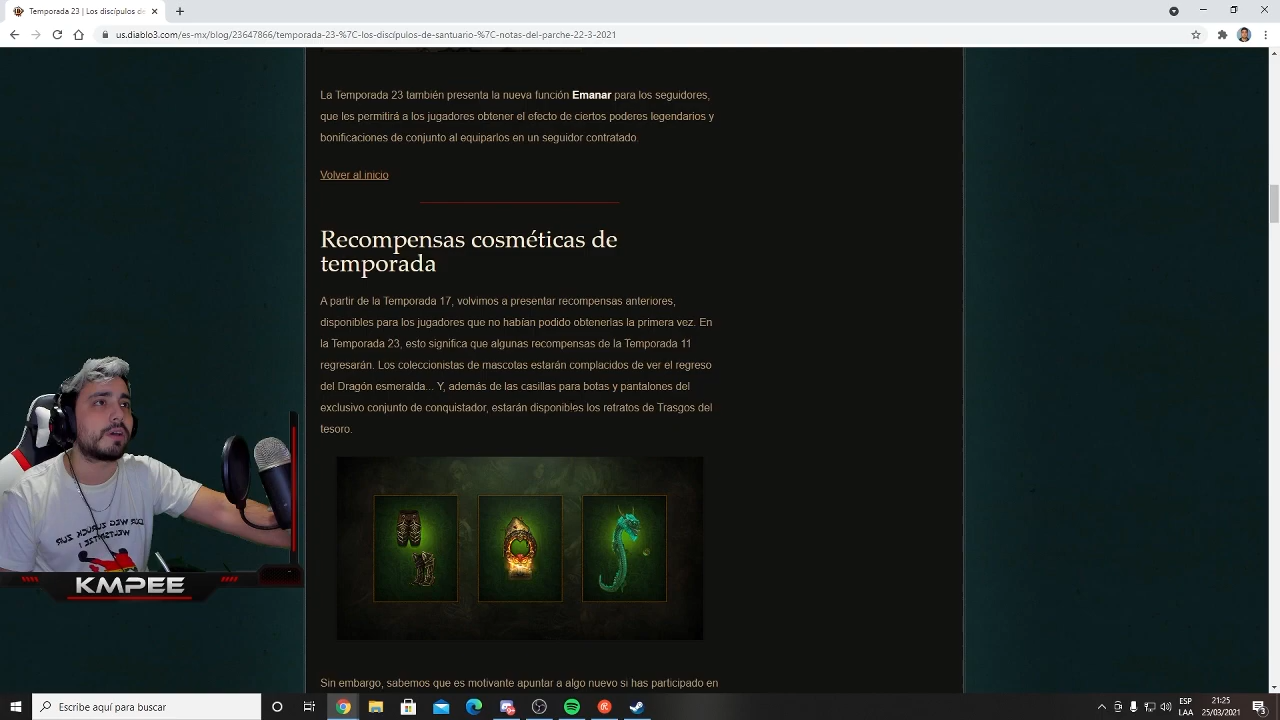 Temporada 23 | Los discípulos de
us.diablo3.com/es-mx/blog/23647866/temporada-23-%7C-los-discípulos-de-santuario-%7C-notas-del-parche-22-3-2021
La Temporada 23 también presenta la nueva función Emanar para los seguidores,
que les permitirá a los jugadores obtener el efecto de ciertos poderes legendarios y
bonificaciones de conjunto al equiparlos en un seguidor contratado.
Volver al inicio
Recompensas cosméticas de
temporada
A partir de la Temporada 17, volvimos a presentar recompensas anteriores,
disponibles para los jugadores que no habían podido obtenerlas la primera vez. En
la Temporada 23, esto significa que algunas recompensas de la Temporada 11
regresarán. Los coleccionistas de mascotas estarán complacidos de ver el regreso
del Dragón esmeralda... Y, además de las casillas para botas y pantalones del
exclusivo conjunto de conquistador, estarán disponibles los retratos de Trasgos del
tesoro.
KMPEE
Sin embargo, sabemos que es motivante apuntar a algo nuevo si has participado en
Escribe aquí para buscar
ESP
LAA
21:25
25/03/2021